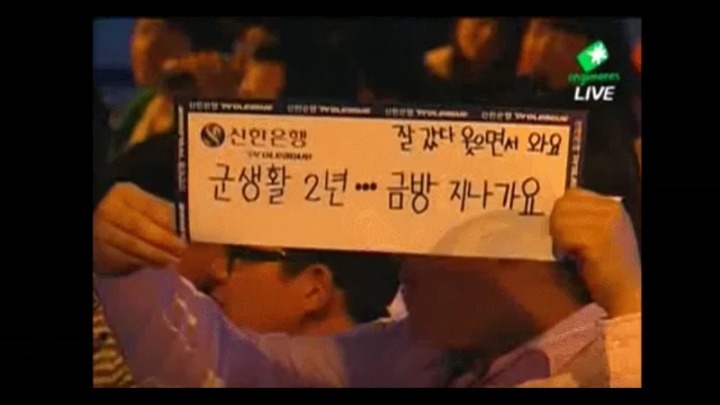 ongamenet
LIVE
신한은행
잘 갔다 웃으면서 와요
군생활 2년 ••• 금방 지나가요